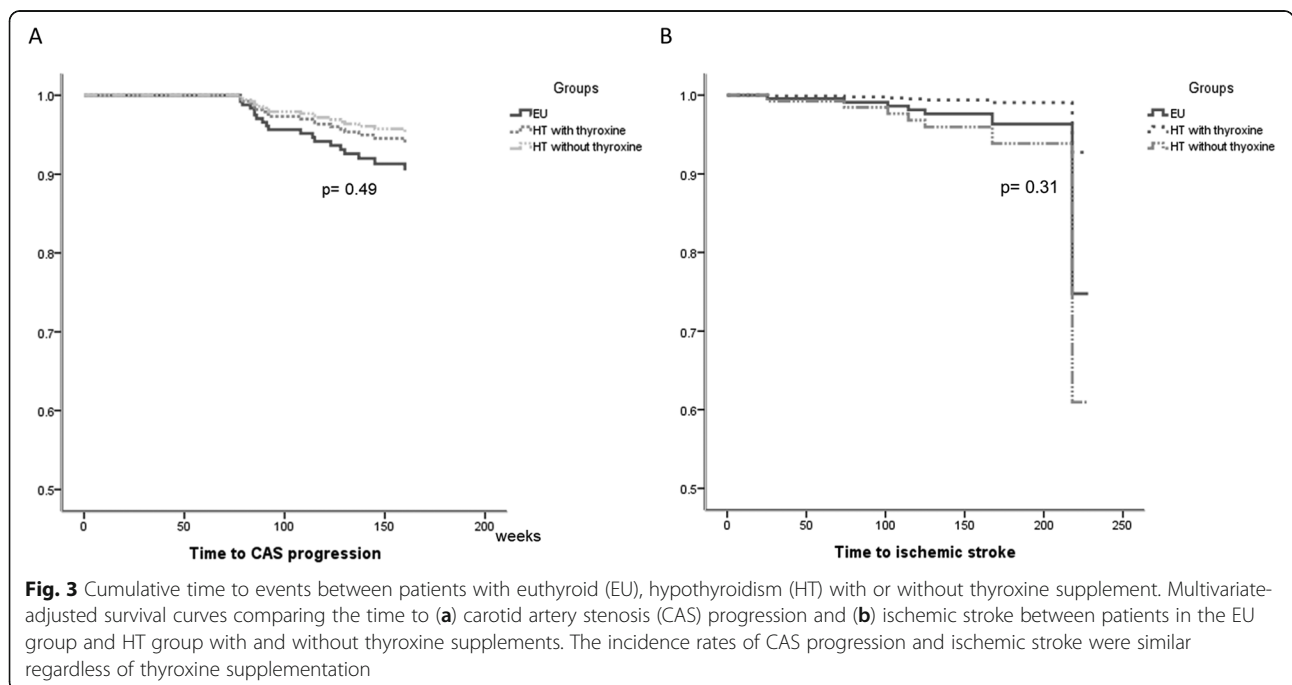 A
Groups
EU
HT with thyroxine
HT without thyroxine
1.0
0.9
0.8
0.7
0.6
0.5
p= 0.49
0
50
100
150
200
weeks
Time to CAS progression
B
Groups
EU
HT with thyroxine
HT without thyoxine
1.0
0.9
0.8
0.7
0.6
0.5
p= 0.31
0
50
100
150
200
250
Time to ischemic stroke
Fig. 3 Cumulative time to events between patients with euthyroid (EU), hypothyroidism (HT) with or without thyroxine supplement. Multivariate-
adjusted survival curves comparing the time to (a) carotid artery stenosis (CAS) progression and (b) ischemic stroke between patients in the EU
group and HT group with and without thyroxine supplements. The incidence rates of CAS progression and ischemic stroke were similar
regardless of thyroxine supplementation